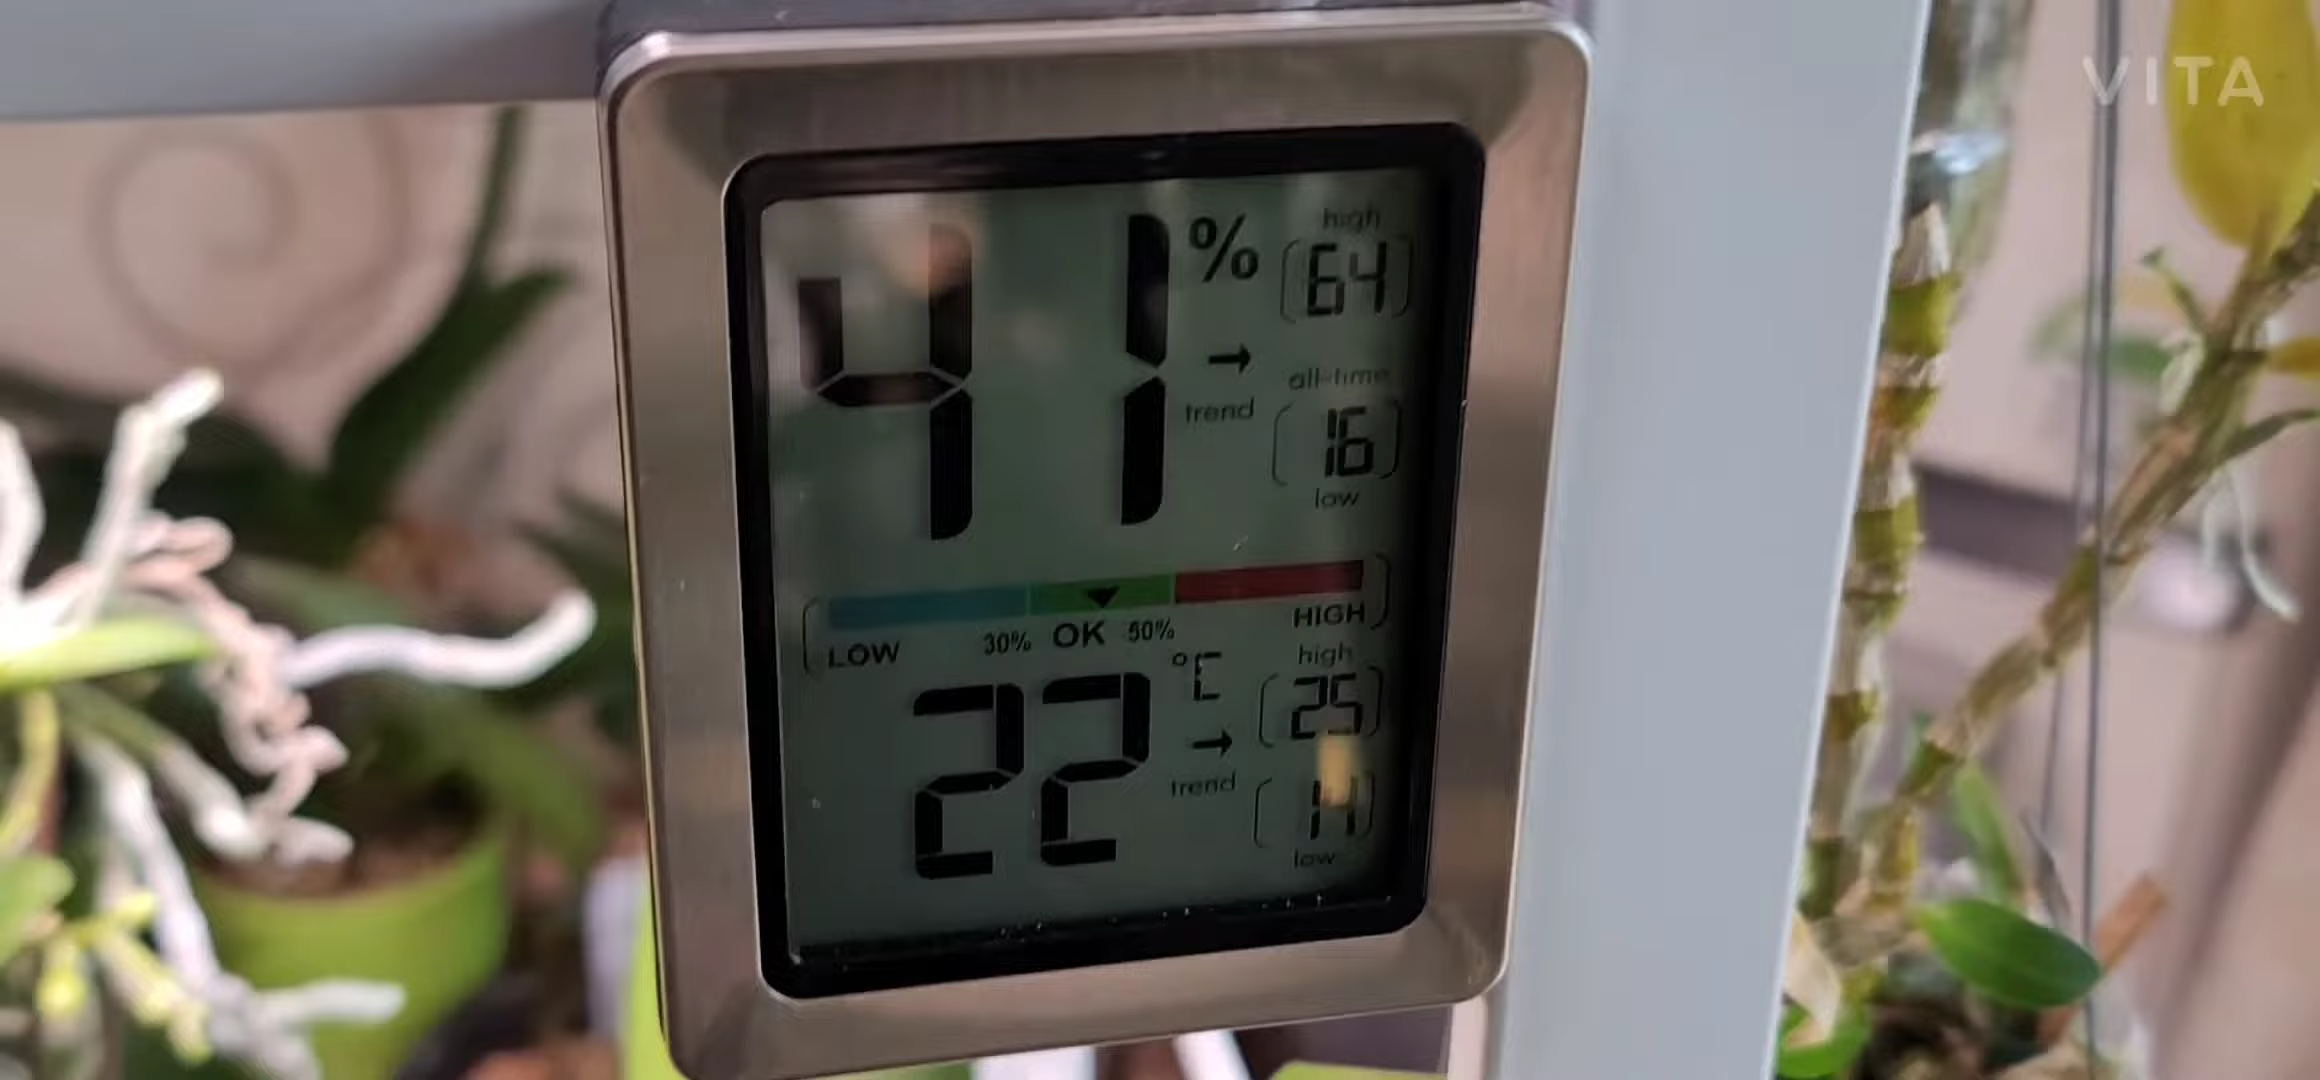 VITA
41 % high
64
→
all-time
trend
16
low
LOW 30% OK 50% HIGH
22 °C high
25
→
trend
14
low